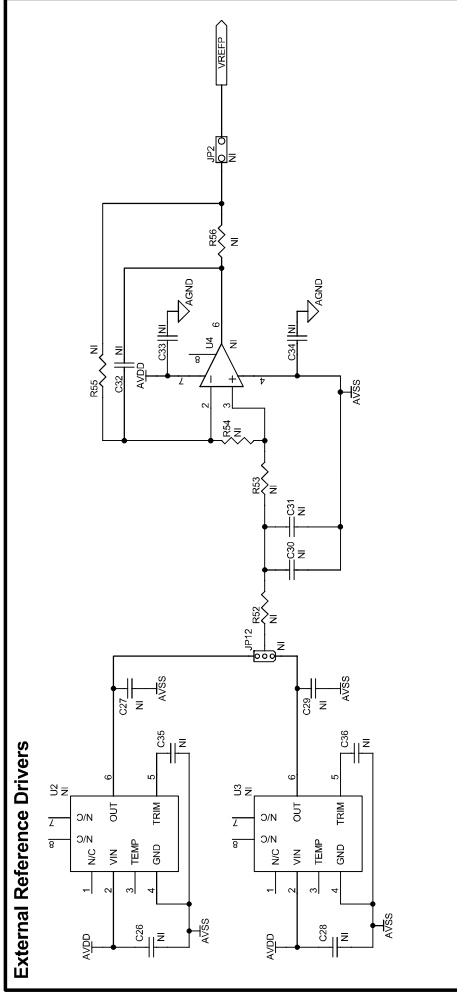 External Reference Drivers
U2
NI
7
8
N/C
N/C
N/C
1
VIN
2
TEMP
3
GND
4
OUT
6
TRIM
5
AVDD
C26
NI
AVSS
C35
NI
C27
NI
AVSS
U3
NI
7
8
N/C
N/C
N/C
1
VIN
2
TEMP
3
GND
4
OUT
6
TRIM
5
AVDD
C28
NI
AVSS
C36
NI
C29
NI
AVSS
JP12
NI
R52
NI
C30
NI
C31
NI
R53
NI
R54
NI
R55
NI
C32
NI
AVDD
C33
NI
AGND
2
3
7
8
U4
NI
6
4
C34
NI
AGND
AVSS
R56
NI
JP2
NI
VREFP